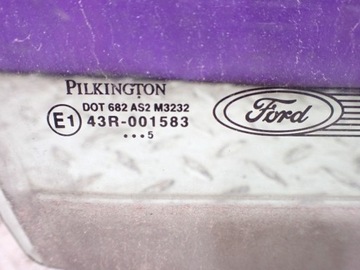 PILKINGTON
DOT 682 AS2 M3232
E1 43R-001583
•••5
Ford